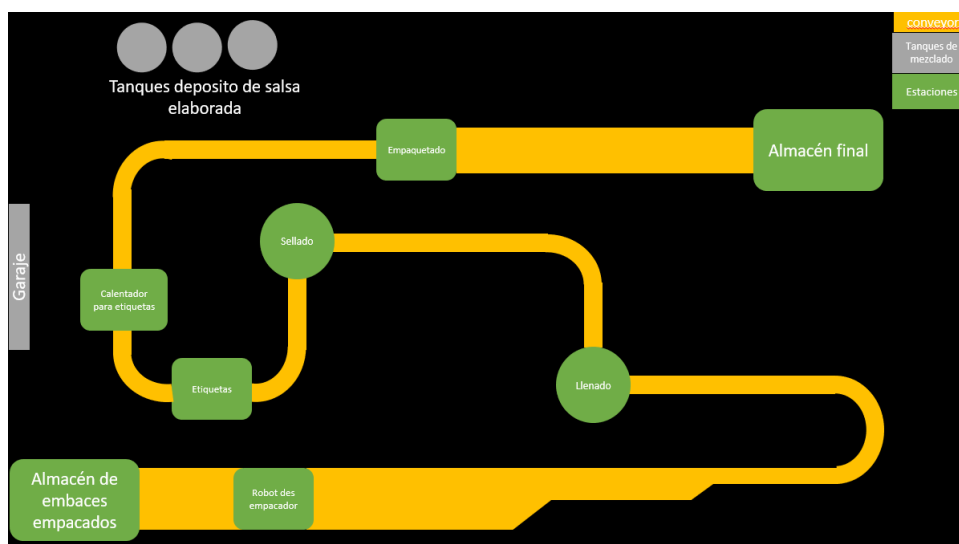 conveyor
Tanques de
mezclado
Estaciones
Tanques deposito de salsa
elaborada
Empaquetado
Almacén final
Sellado
Garaje
Calentador
para etiquetas
Etiquetas
Llenado
Almacén de
embaces
empacados
Robot des
empacador